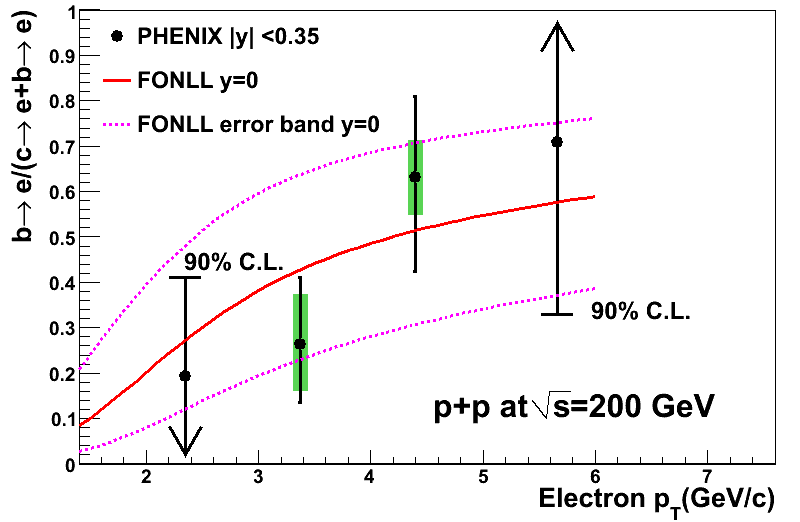 b→ e/(c→ e+b→ e)
1
0.9
0.8
0.7
0.6
0.5
0.4
0.3
0.2
0.1
0
PHENIX |y| <0.35
FONLL y=0
FONLL error band y=0
90% C.L.
90% C.L.
p+p at √s=200 GeV
2 3 4 5 6 7
Electron p_T(GeV/c)